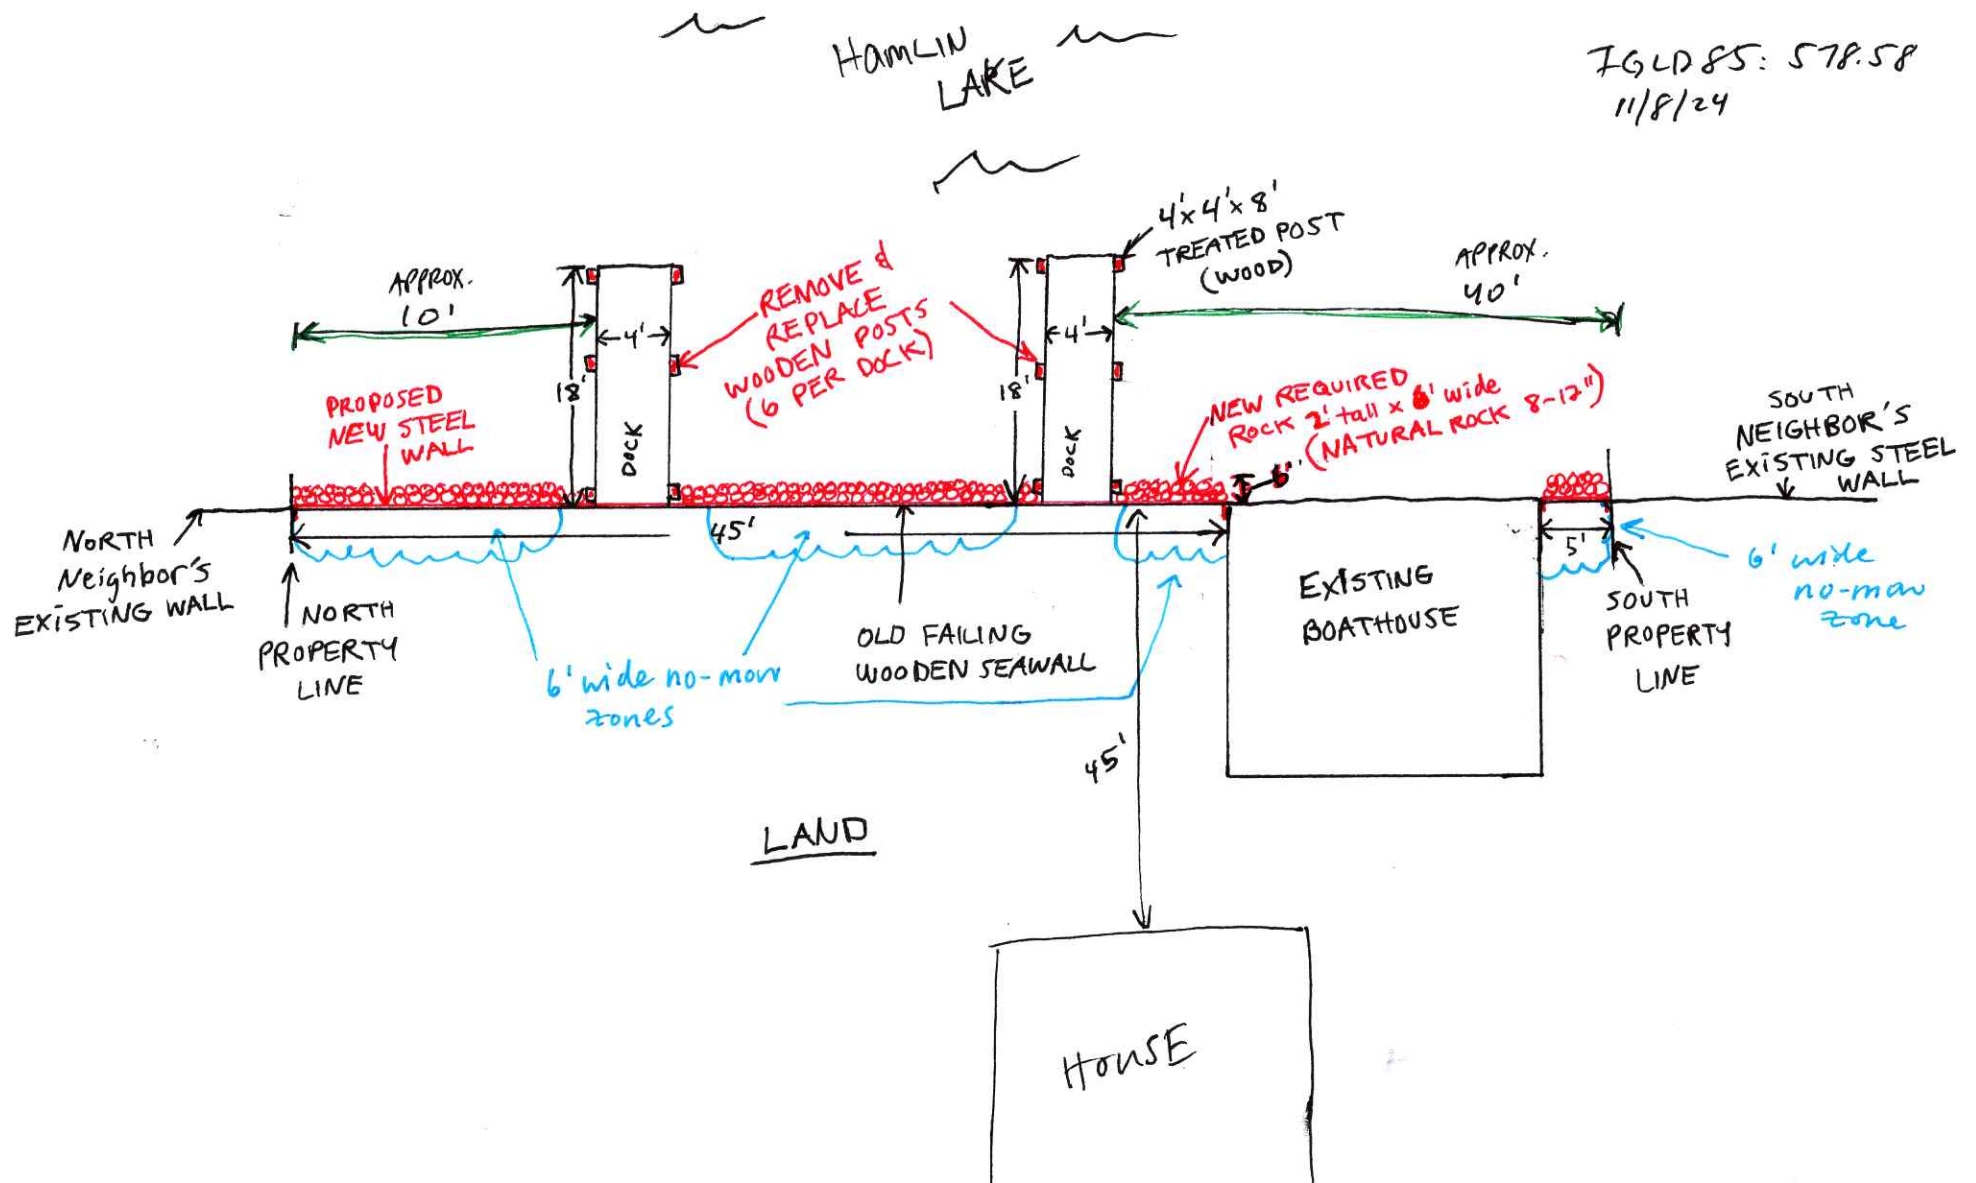 HAMLIN
LAKE
IGLD 85: 578.58
11/8/24
4'x4'x8'
TREATED POST
(WOOD)
APPROX.
10'
APPROX.
40'
REMOVE &
REPLACE
WOODEN POSTS
(6 PER DOCK)
18'
4'
DOCK
18'
4'
DOCK
PROPOSED
NEW STEEL
WALL
NEW REQUIRED
ROCK 2' tall x 6' wide
(NATURAL ROCK 8-12")
6'
SOUTH
NEIGHBOR'S
EXISTING STEEL
WALL
NORTH
Neighbor's
EXISTING WALL
NORTH
PROPERTY
LINE
45'
6' wide no-mow
zones
OLD FAILING
WOODEN SEAWALL
EXISTING
BOATHOUSE
5'
SOUTH
PROPERTY
LINE
6' wide
no-mow
zone
45'
LAND
HOUSE